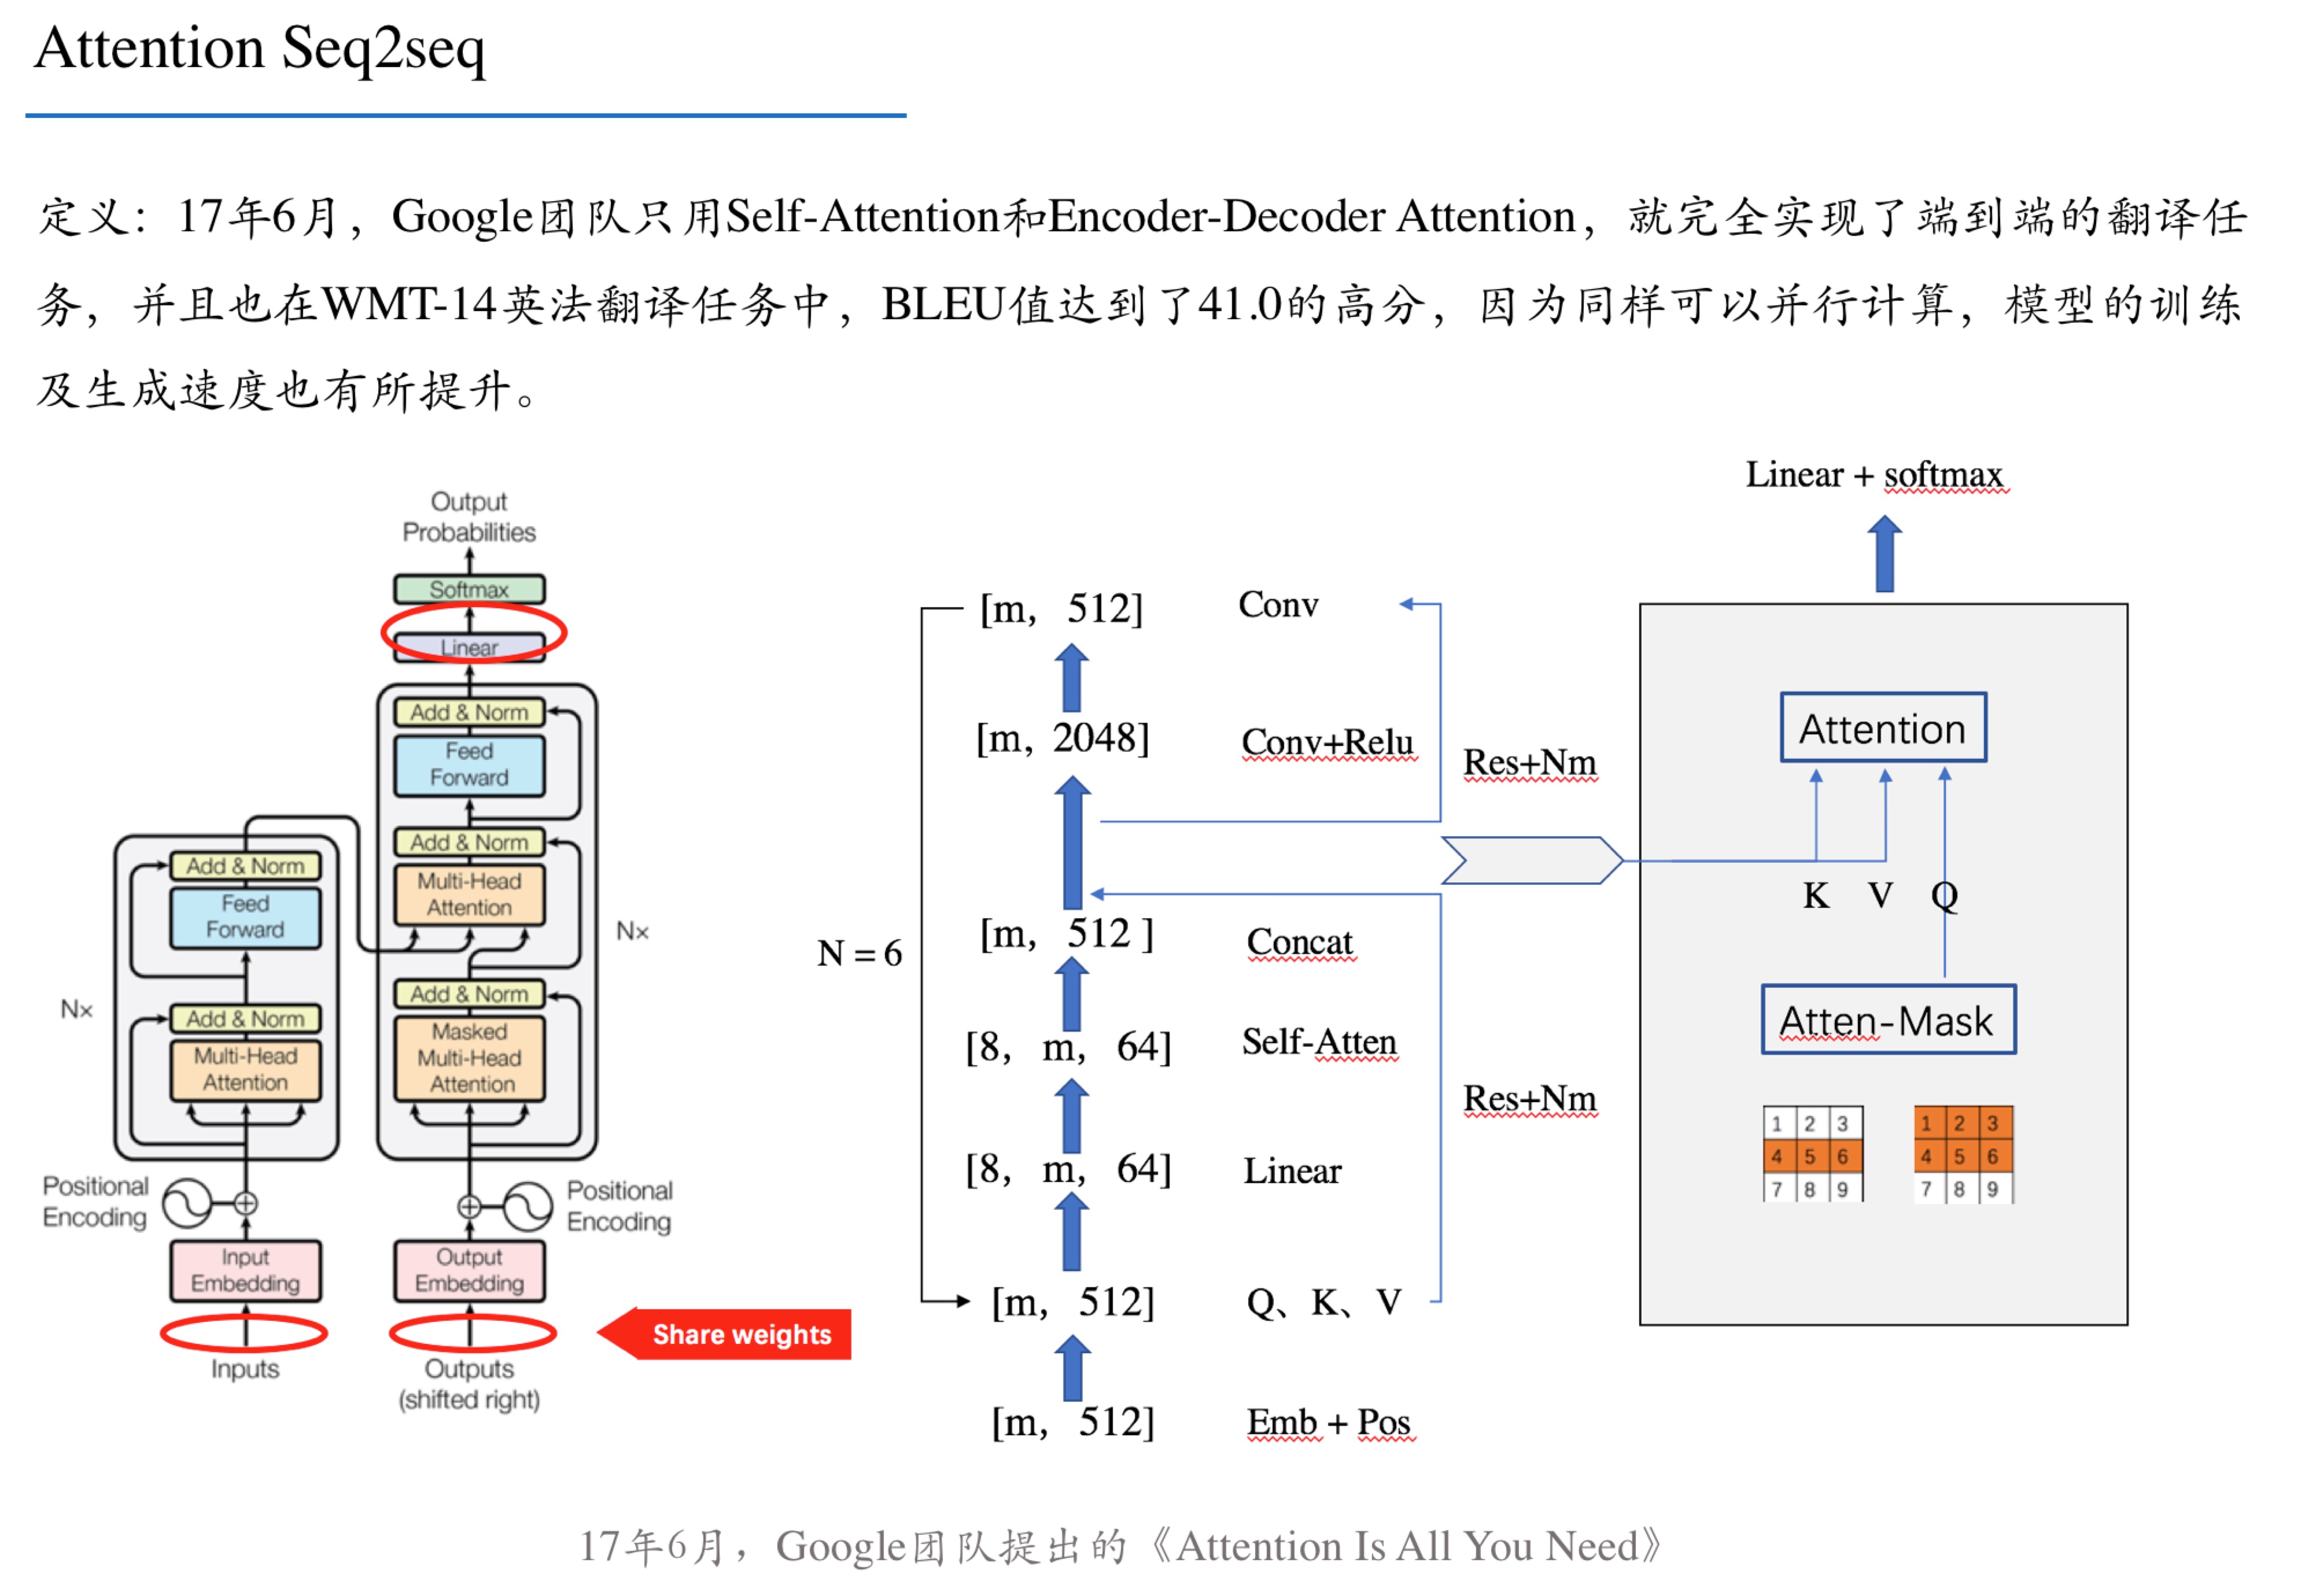 Attention Seq2seq
定义：17年6月，Google团队只用Self-Attention和Encoder-Decoder Attention，就完全实现了端到端的翻译任
务，并且也在WMT-14英法翻译任务中，BLEU值达到了41.0的高分，因为同样可以并行计算，模型的训练
及生成速度也有所提升。
Output
Probabilities
Softmax
Linear
Add & Norm
Feed
Forward
Add & Norm
Multi-Head
Attention
Add & Norm
Masked
Multi-Head
Attention
Nx
Add & Norm
Feed
Forward
Add & Norm
Multi-Head
Attention
Nx
Positional
Encoding
Positional
Encoding
Input
Embedding
Output
Embedding
Inputs
Outputs
(shifted right)
Share weights
N = 6
[m, 512] Conv
[m, 2048] Conv+Relu
Res+Nm
[m, 512 ] Concat
[8, m, 64] Self-Atten
Res+Nm
[8, m, 64] Linear
[m, 512] Q、K、V
[m, 512] Emb + Pos
Linear + softmax
Attention
K V Q
Atten-Mask
1 2 3
4 5 6
7 8 9
1 2 3
4 5 6
7 8 9
17年6月，Google团队提出的《Attention Is All You Need》